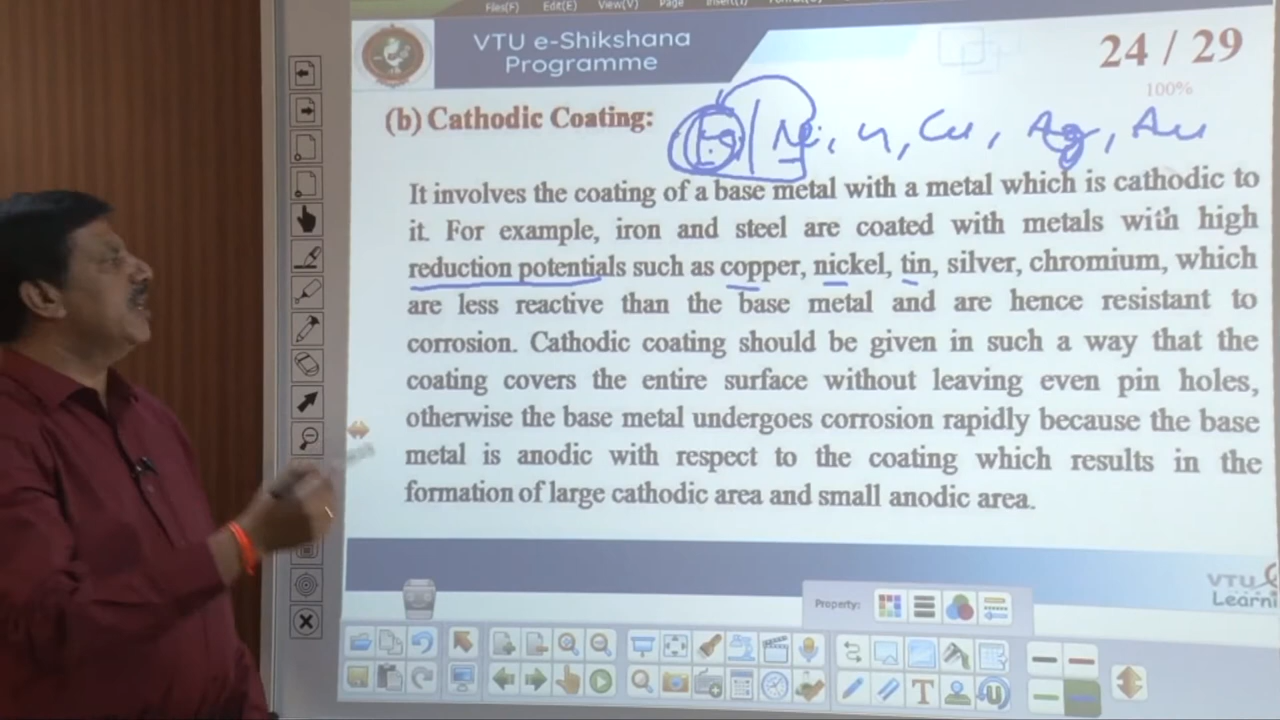 Files(F) Edit(E) View(V) Page Insert(I)
VTU e-Shikshana
Programme
24 / 29
100%
(b) Cathodic Coating:
Fe | Ni, Cu, Ag, Au
It involves the coating of a base metal with a metal which is cathodic to
it. For example, iron and steel are coated with metals with high
reduction potentials such as copper, nickel, tin, silver, chromium, which
are less reactive than the base metal and are hence resistant to
corrosion. Cathodic coating should be given in such a way that the
coating covers the entire surface without leaving even pin holes,
otherwise the base metal undergoes corrosion rapidly because the base
metal is anodic with respect to the coating which results in the
formation of large cathodic area and small anodic area.
VTU
Learni
Property:
T